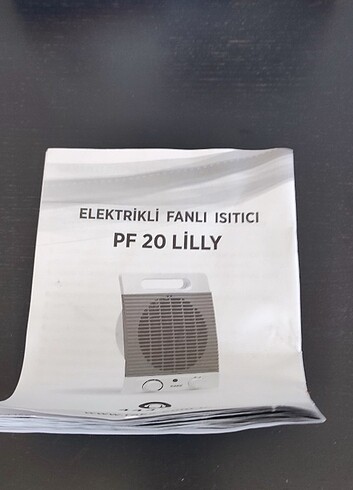 ELEKTRİKLİ FANLI ISITICI
PF 20 LİLLY